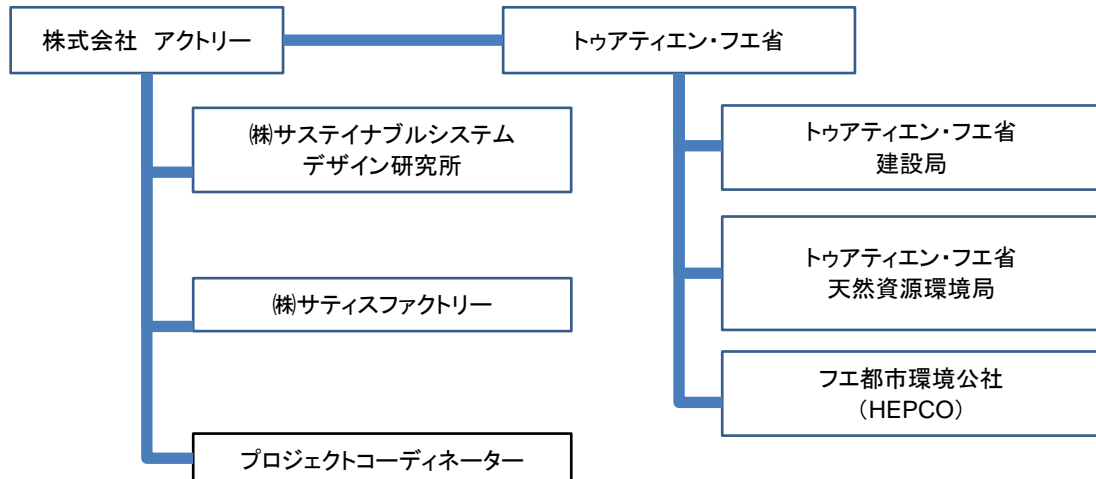 株式会社 アクトリー
トゥアティエン・フエ省
㈱サステイナブルシステム
デザイン研究所
㈱サティスファクトリー
プロジェクトコーディネーター
トゥアティエン・フエ省
建設局
トゥアティエン・フエ省
天然資源環境局
フエ都市環境公社
（HEPCO）